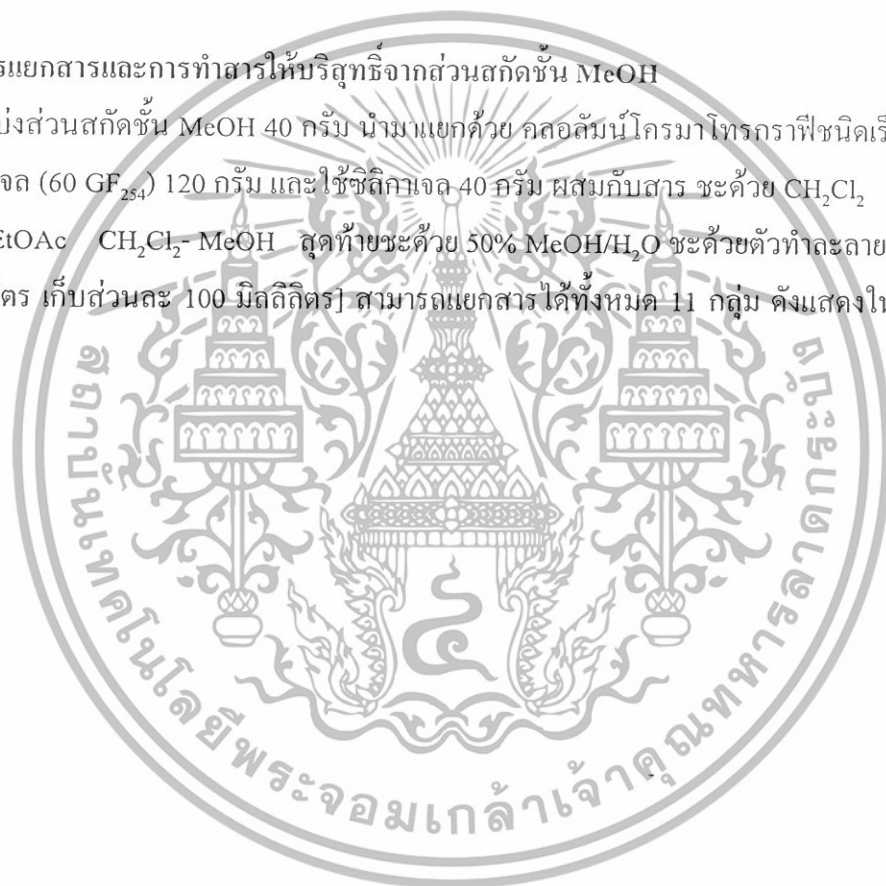 รแยกสารและการทำสารให้บริสุทธิ์จากส่วนสกัดชั้น MeOH
บ่งส่วนสกัดชั้น MeOH 40 กรัม นำมาแยกด้วย คลอลัมน์โครมาโทรกราฟีชนิดเร็
จล (60 GF₂₅₄) 120 กรัม และใช้ซิลิกาเจล 40 กรัม ผสมกับสาร ชะด้วย CH₂Cl₂
EtOAc CH₂Cl₂- MeOH สุดท้ายชะด้วย 50% MeOH/H₂O ชะด้วยตัวทำละลาย
ตร เก็บส่วนละ 100 มิลลิลิตร] สามารถแยกสารได้ทั้งหมด 11 กลุ่ม ดังแสดงใน
สถาบันเทคโนโลยีพระจอมเกล้าเจ้าคุณทหารลาดกระบัง
๔